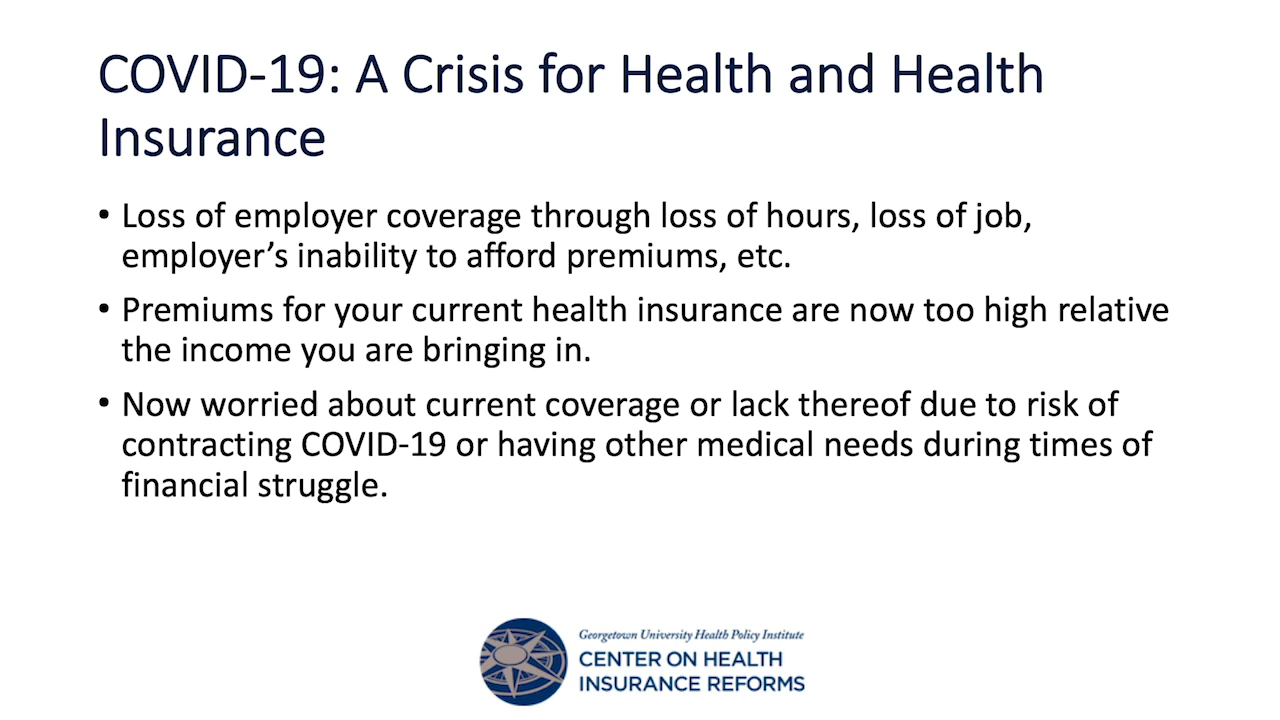 COVID-19: A Crisis for Health and Health
Insurance
• Loss of employer coverage through loss of hours, loss of job,
employer’s inability to afford premiums, etc.
• Premiums for your current health insurance are now too high relative
the income you are bringing in.
• Now worried about current coverage or lack thereof due to risk of
contracting COVID-19 or having other medical needs during times of
financial struggle.
Georgetown University Health Policy Institute
CENTER ON HEALTH
INSURANCE REFORMS